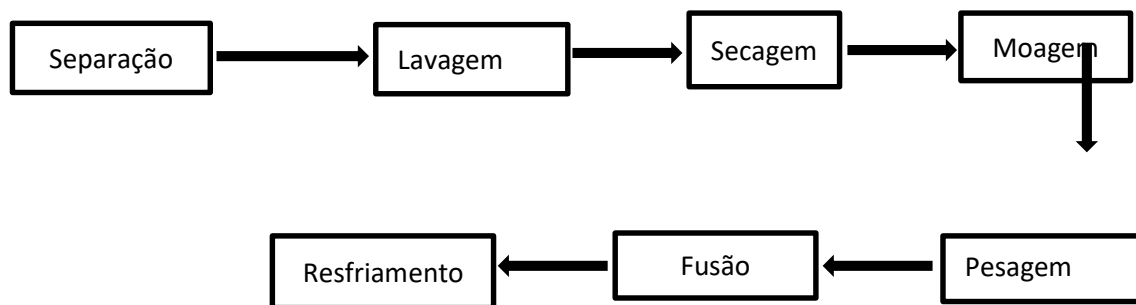 Separação
Lavagem
Secagem
Moagem
Pesagem
Fusão
Resfriamento